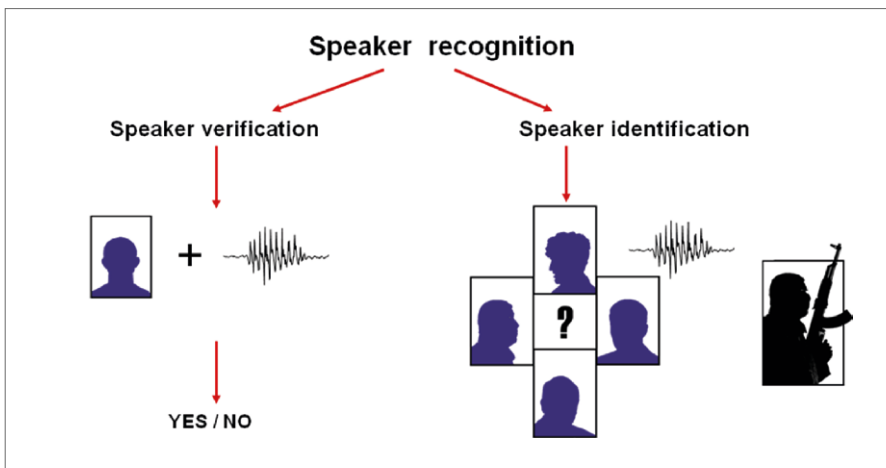 Speaker recognition
Speaker verification
Speaker identification
+
?
YES / NO